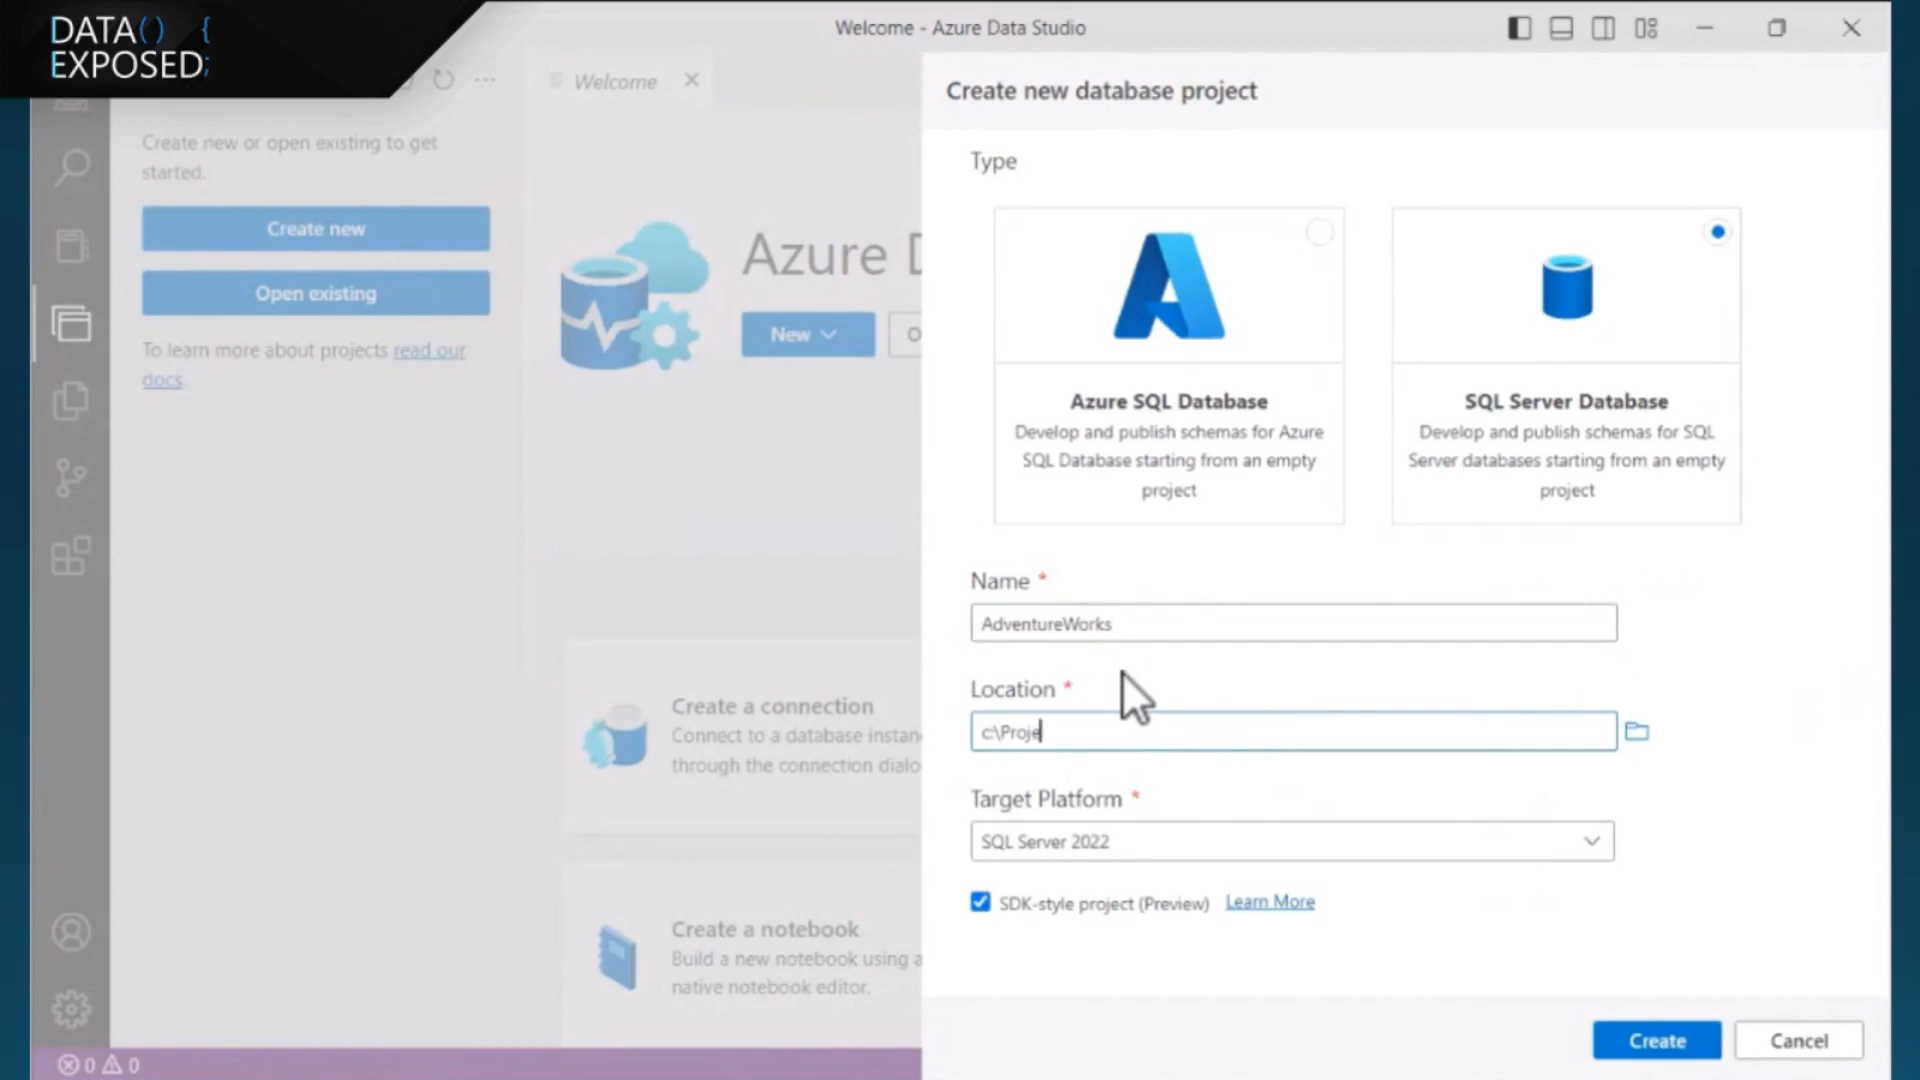 DATA() {
EXPOSED;
Welcome - Azure Data Studio
Welcome
Create new or open existing to get
started.
Create new
Open existing
To learn more about projects read our
docs.
Azure D
New
O
Create a connection
Connect to a database instan
through the connection dialo
Create a notebook
Build a new notebook using a
native notebook editor.
0 0
Create new database project
Type
Azure SQL Database
Develop and publish schemas for Azure
SQL Database starting from an empty
project
SQL Server Database
Develop and publish schemas for SQL
Server databases starting from an empty
project
Name *
AdventureWorks
Location *
c:\Proje
Target Platform *
SQL Server 2022
SDK-style project (Preview) Learn More
Create
Cancel